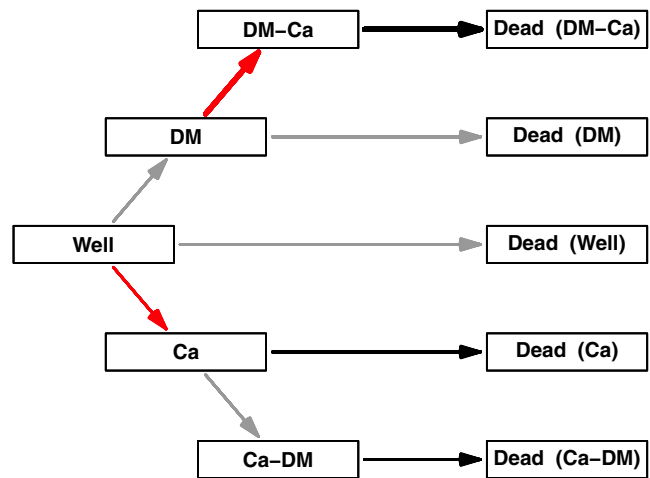 DM–Ca
Dead (DM–Ca)
DM
Dead (DM)
Well
Dead (Well)
Ca
Dead (Ca)
Ca–DM
Dead (Ca–DM)